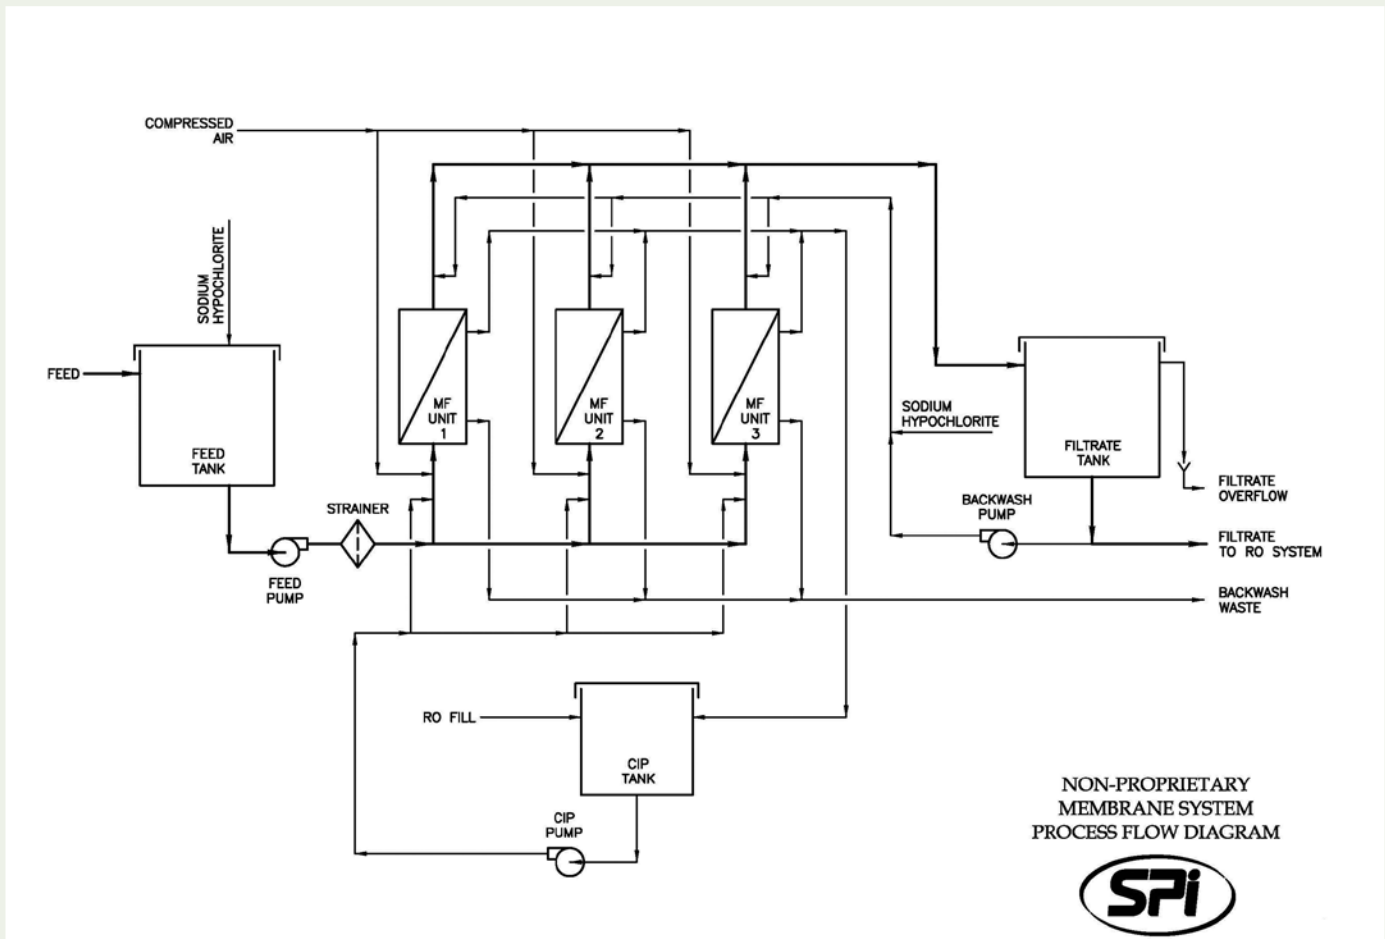 COMPRESSED
AIR
SODIUM
HYPOCHLORITE
FEED
FEED
TANK
STRAINER
FEED
PUMP
MF
UNIT
1
MF
UNIT
2
MF
UNIT
3
SODIUM
HYPOCHLORITE
BACKWASH
PUMP
FILTRATE
TANK
FILTRATE
OVERFLOW
FILTRATE
TO RO SYSTEM
BACKWASH
WASTE
RO FILL
CIP
TANK
CIP
PUMP
NON-PROPRIETARY
MEMBRANE SYSTEM
PROCESS FLOW DIAGRAM
SPi